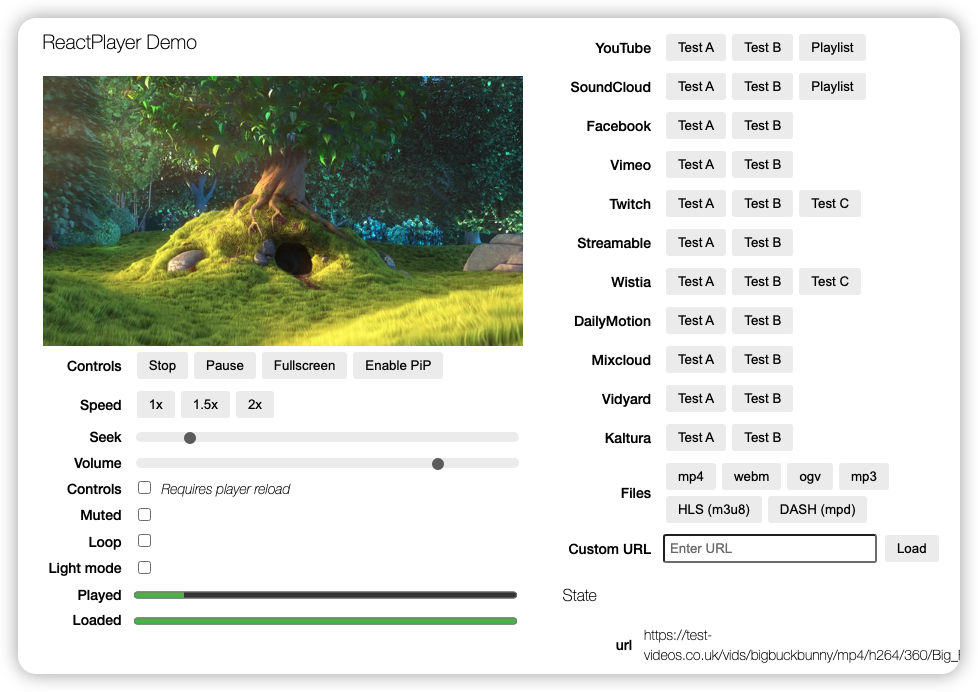 ReactPlayer Demo
Controls Stop Pause Fullscreen Enable PiP
Speed 1x 1.5x 2x
Seek
Volume
Controls Requires player reload
Muted
Loop
Light mode
Played
Loaded
YouTube Test A Test B Playlist
SoundCloud Test A Test B Playlist
Facebook Test A Test B
Vimeo Test A Test B
Twitch Test A Test B Test C
Streamable Test A Test B
Wistia Test A Test B Test C
DailyMotion Test A Test B
Mixcloud Test A Test B
Vidyard Test A Test B
Kaltura Test A Test B
Files mp4 webm ogv mp3
HLS (m3u8) DASH (mpd)
Custom URL Enter URL Load
State
url https://test-
videos.co.uk/vids/bigbuckbunny/mp4/h264/360/Big_